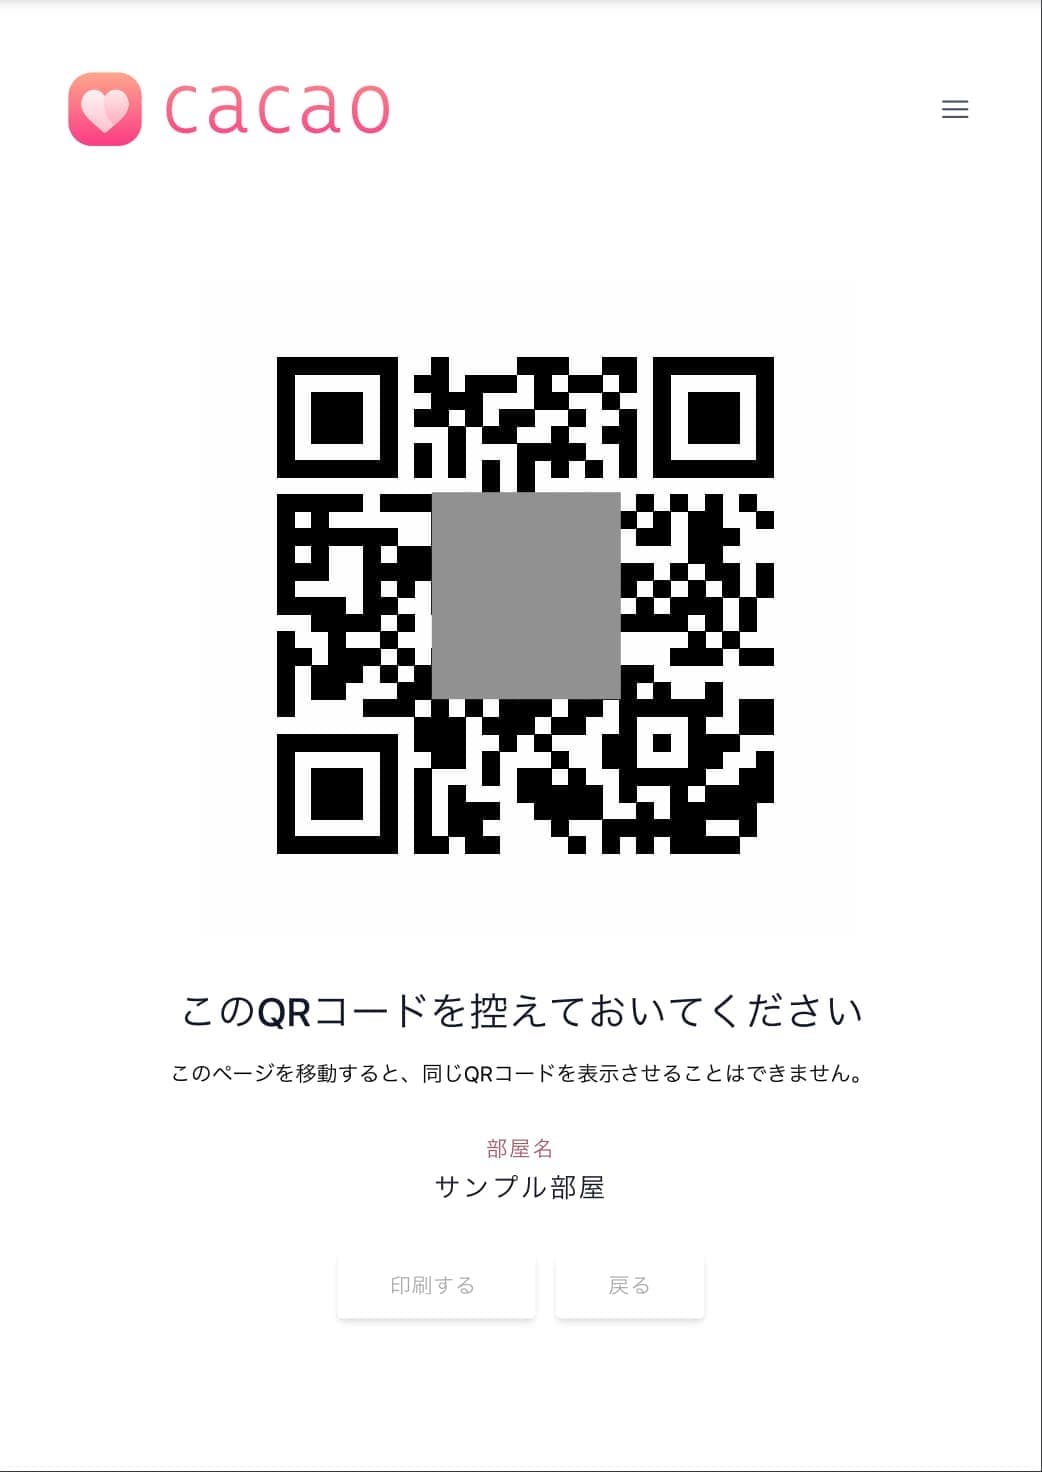 cacao
このQRコードを控えておいてください
このページを移動すると、同じQRコードを表示させることはできません。
部屋名
サンプル部屋
印刷する
戻る